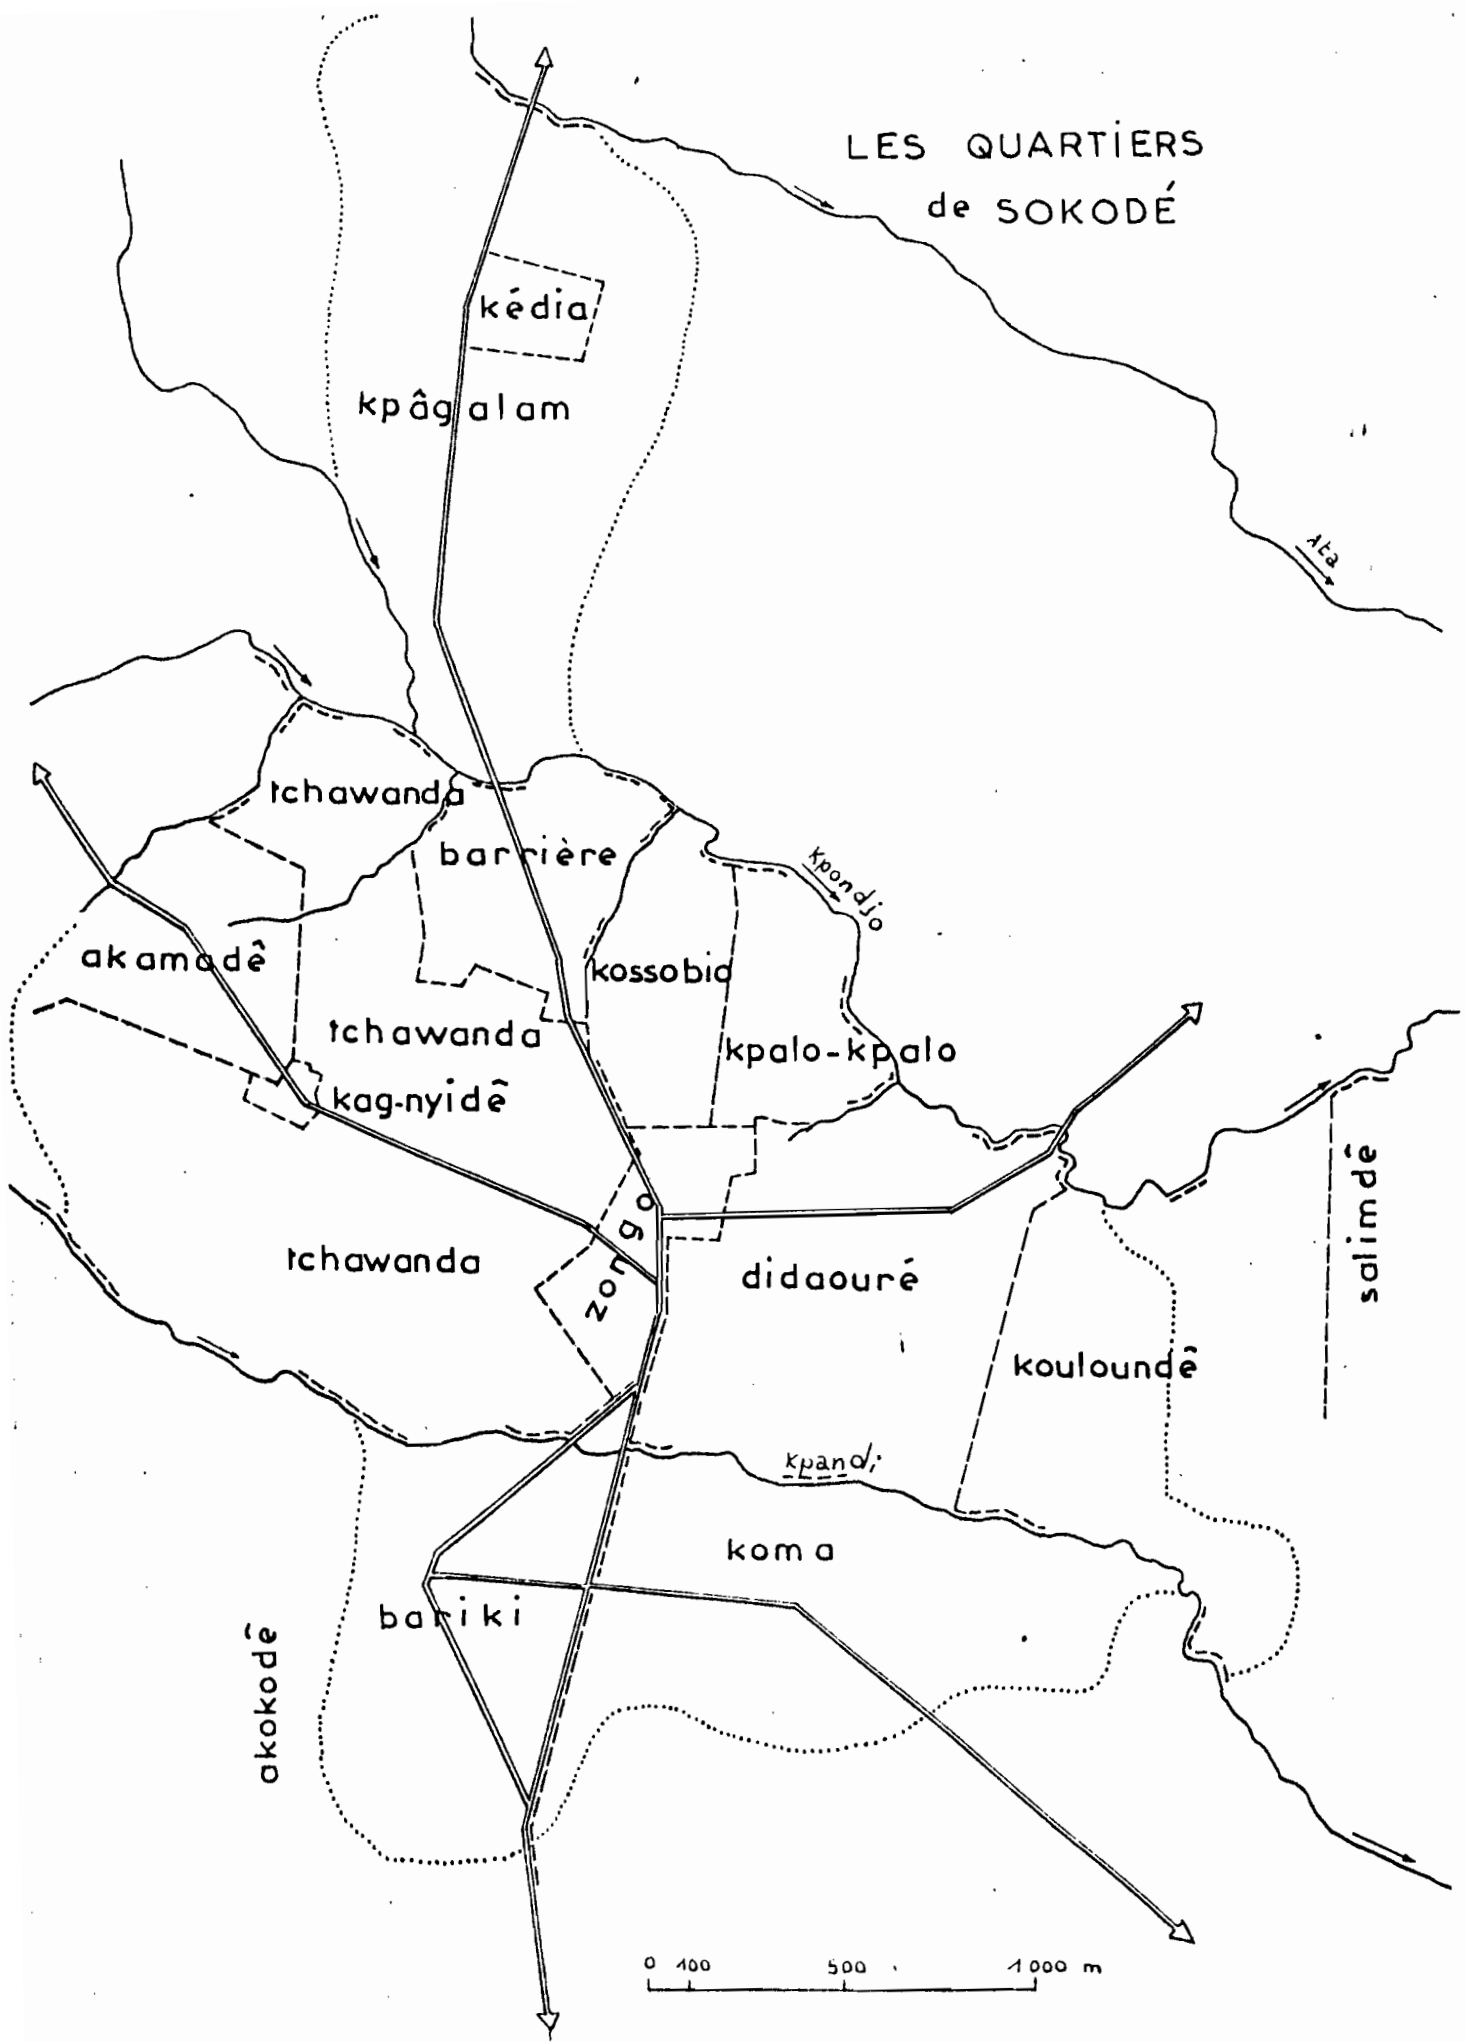 LES QUARTIERS
de SOKODÉ
kédia
kpâgalam
Ata
tchawanda
barrière
kpondjo
akamadê
kossobio
tchawanda
kpalo-kpalo
kag-nyidê
salimdê
zongo
tchawanda
didaouré
kouloundê
kpandi
koma
bariki
akokodê
0 100 500 1000 m